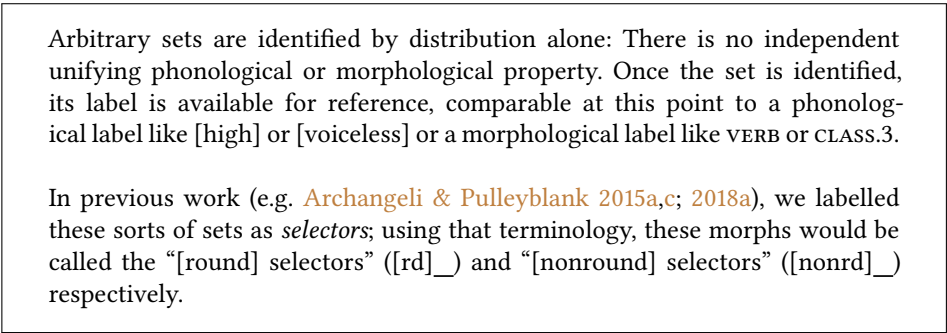 Arbitrary sets are identified by distribution alone: There is no independent
unifying phonological or morphological property. Once the set is identified,
its label is available for reference, comparable at this point to a phonolog-
ical label like [high] or [voiceless] or a morphological label like VERB or CLASS.3.
In previous work (e.g. Archangeli & Pulleyblank 2015a,c; 2018a), we labelled
these sorts of sets as selectors; using that terminology, these morphs would be
called the “[round] selectors” ([rd]__) and “[nonround] selectors” ([nonrd]__)
respectively.